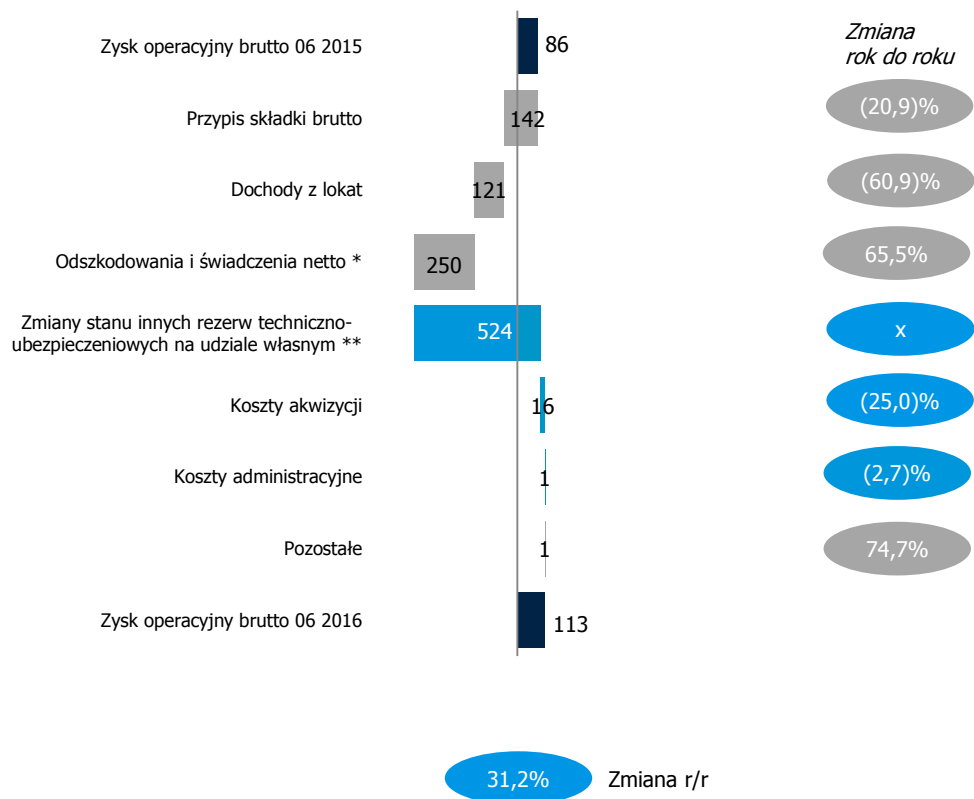 Zmiana
rok do roku
Zysk operacyjny brutto 06 2015
86
Przypis składki brutto
142
(20,9)%
Dochody z lokat
121
(60,9)%
Odszkodowania i świadczenia netto *
250
65,5%
Zmiany stanu innych rezerw techniczno-
ubezpieczeniowych na udziale własnym **
524
x
Koszty akwizycji
16
(25,0)%
Koszty administracyjne
1
(2,7)%
Pozostałe
1
74,7%
Zysk operacyjny brutto 06 2016
113
31,2%
Zmiana r/r